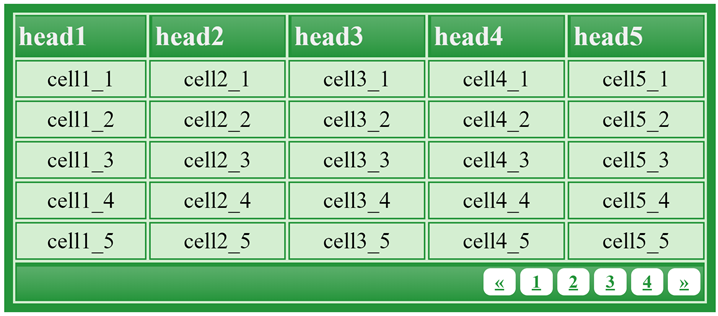 head1 head2 head3 head4 head5
cell1_1 cell2_1 cell3_1 cell4_1 cell5_1
cell1_2 cell2_2 cell3_2 cell4_2 cell5_2
cell1_3 cell2_3 cell3_3 cell4_3 cell5_3
cell1_4 cell2_4 cell3_4 cell4_4 cell5_4
cell1_5 cell2_5 cell3_5 cell4_5 cell5_5
« 1 2 3 4 »